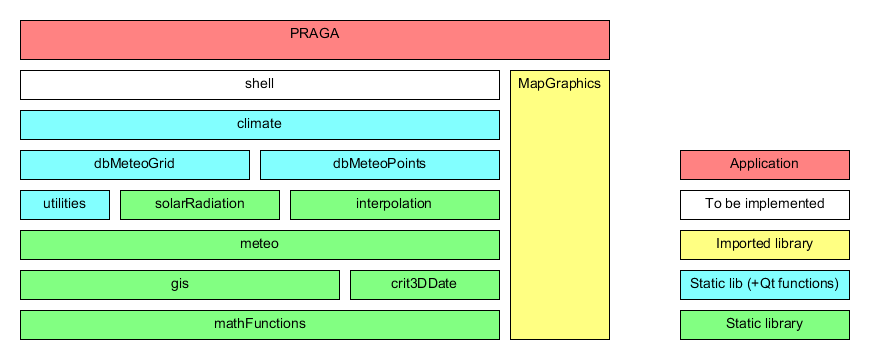 PRAGA
shell
MapGraphics
climate
dbMeteoGrid
dbMeteoPoints
utilities
solarRadiation
interpolation
meteo
gis
crit3DDate
mathFunctions
Application
To be implemented
Imported library
Static lib (+Qt functions)
Static library